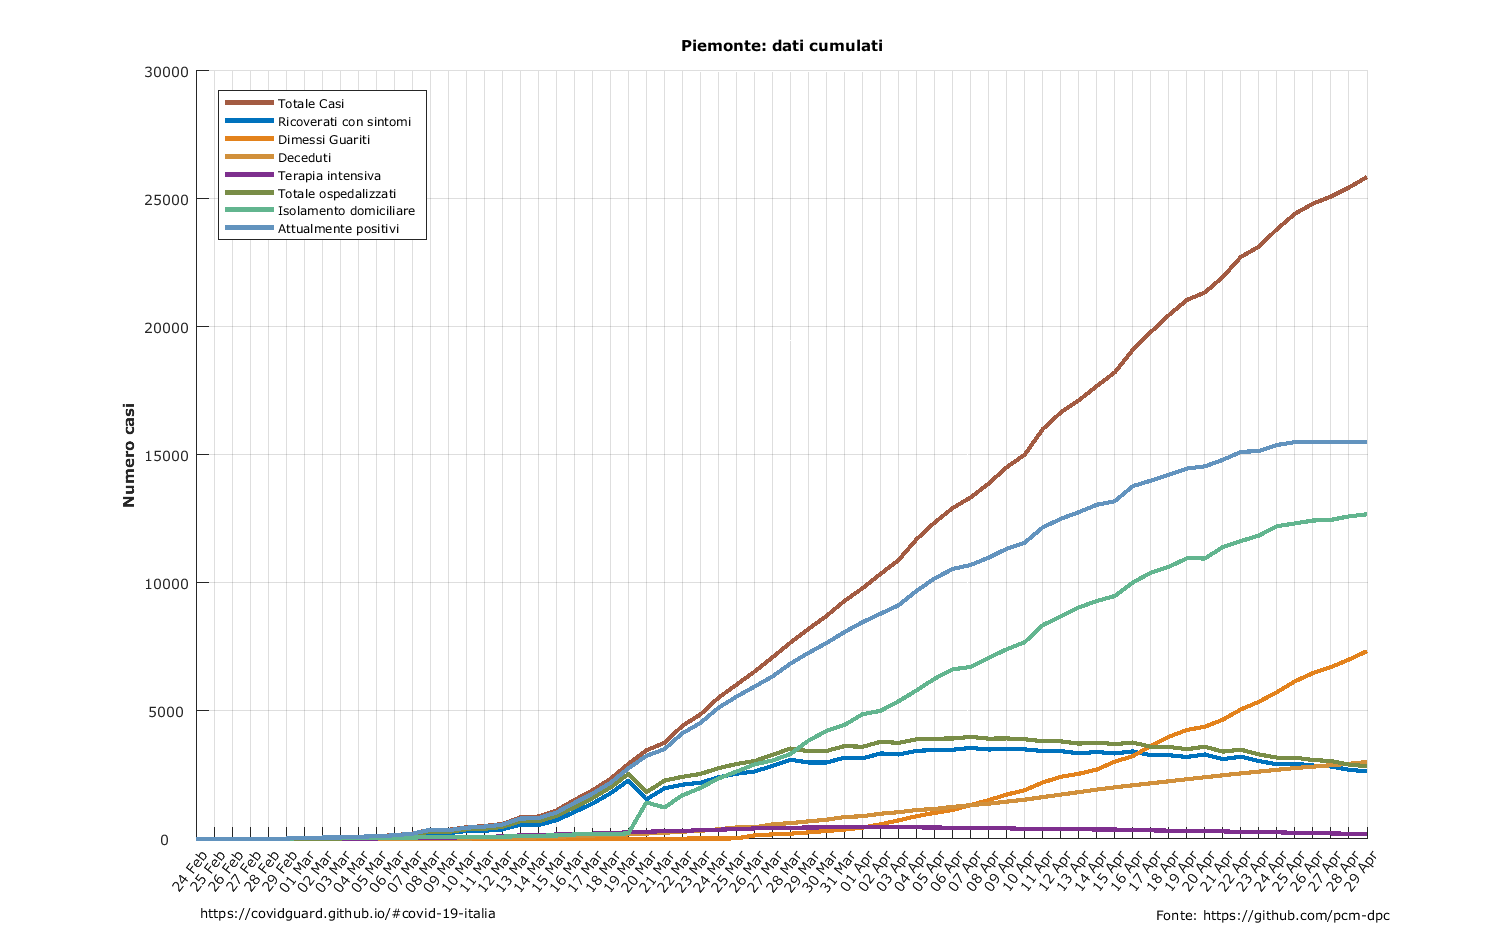 Piemonte: dati cumulati
30000
25000
20000
15000
10000
5000
0
Numero casi
Totale Casi
Ricoverati con sintomi
Dimessi Guariti
Deceduti
Terapia intensiva
Totale ospedalizzati
Isolamento domiciliare
Attualmente positivi
24 Feb
25 Feb
26 Feb
27 Feb
28 Feb
29 Feb
01 Mar
02 Mar
03 Mar
04 Mar
05 Mar
06 Mar
07 Mar
08 Mar
09 Mar
10 Mar
11 Mar
12 Mar
13 Mar
14 Mar
15 Mar
16 Mar
17 Mar
18 Mar
19 Mar
20 Mar
21 Mar
22 Mar
23 Mar
24 Mar
25 Mar
26 Mar
27 Mar
28 Mar
29 Mar
30 Mar
31 Mar
01 Apr
02 Apr
03 Apr
04 Apr
05 Apr
06 Apr
07 Apr
08 Apr
09 Apr
10 Apr
11 Apr
12 Apr
13 Apr
14 Apr
15 Apr
16 Apr
17 Apr
18 Apr
19 Apr
20 Apr
21 Apr
22 Apr
23 Apr
24 Apr
25 Apr
26 Apr
27 Apr
28 Apr
29 Apr
https://covidguard.github.io/#covid-19-italia
Fonte: https://github.com/pcm-dpc